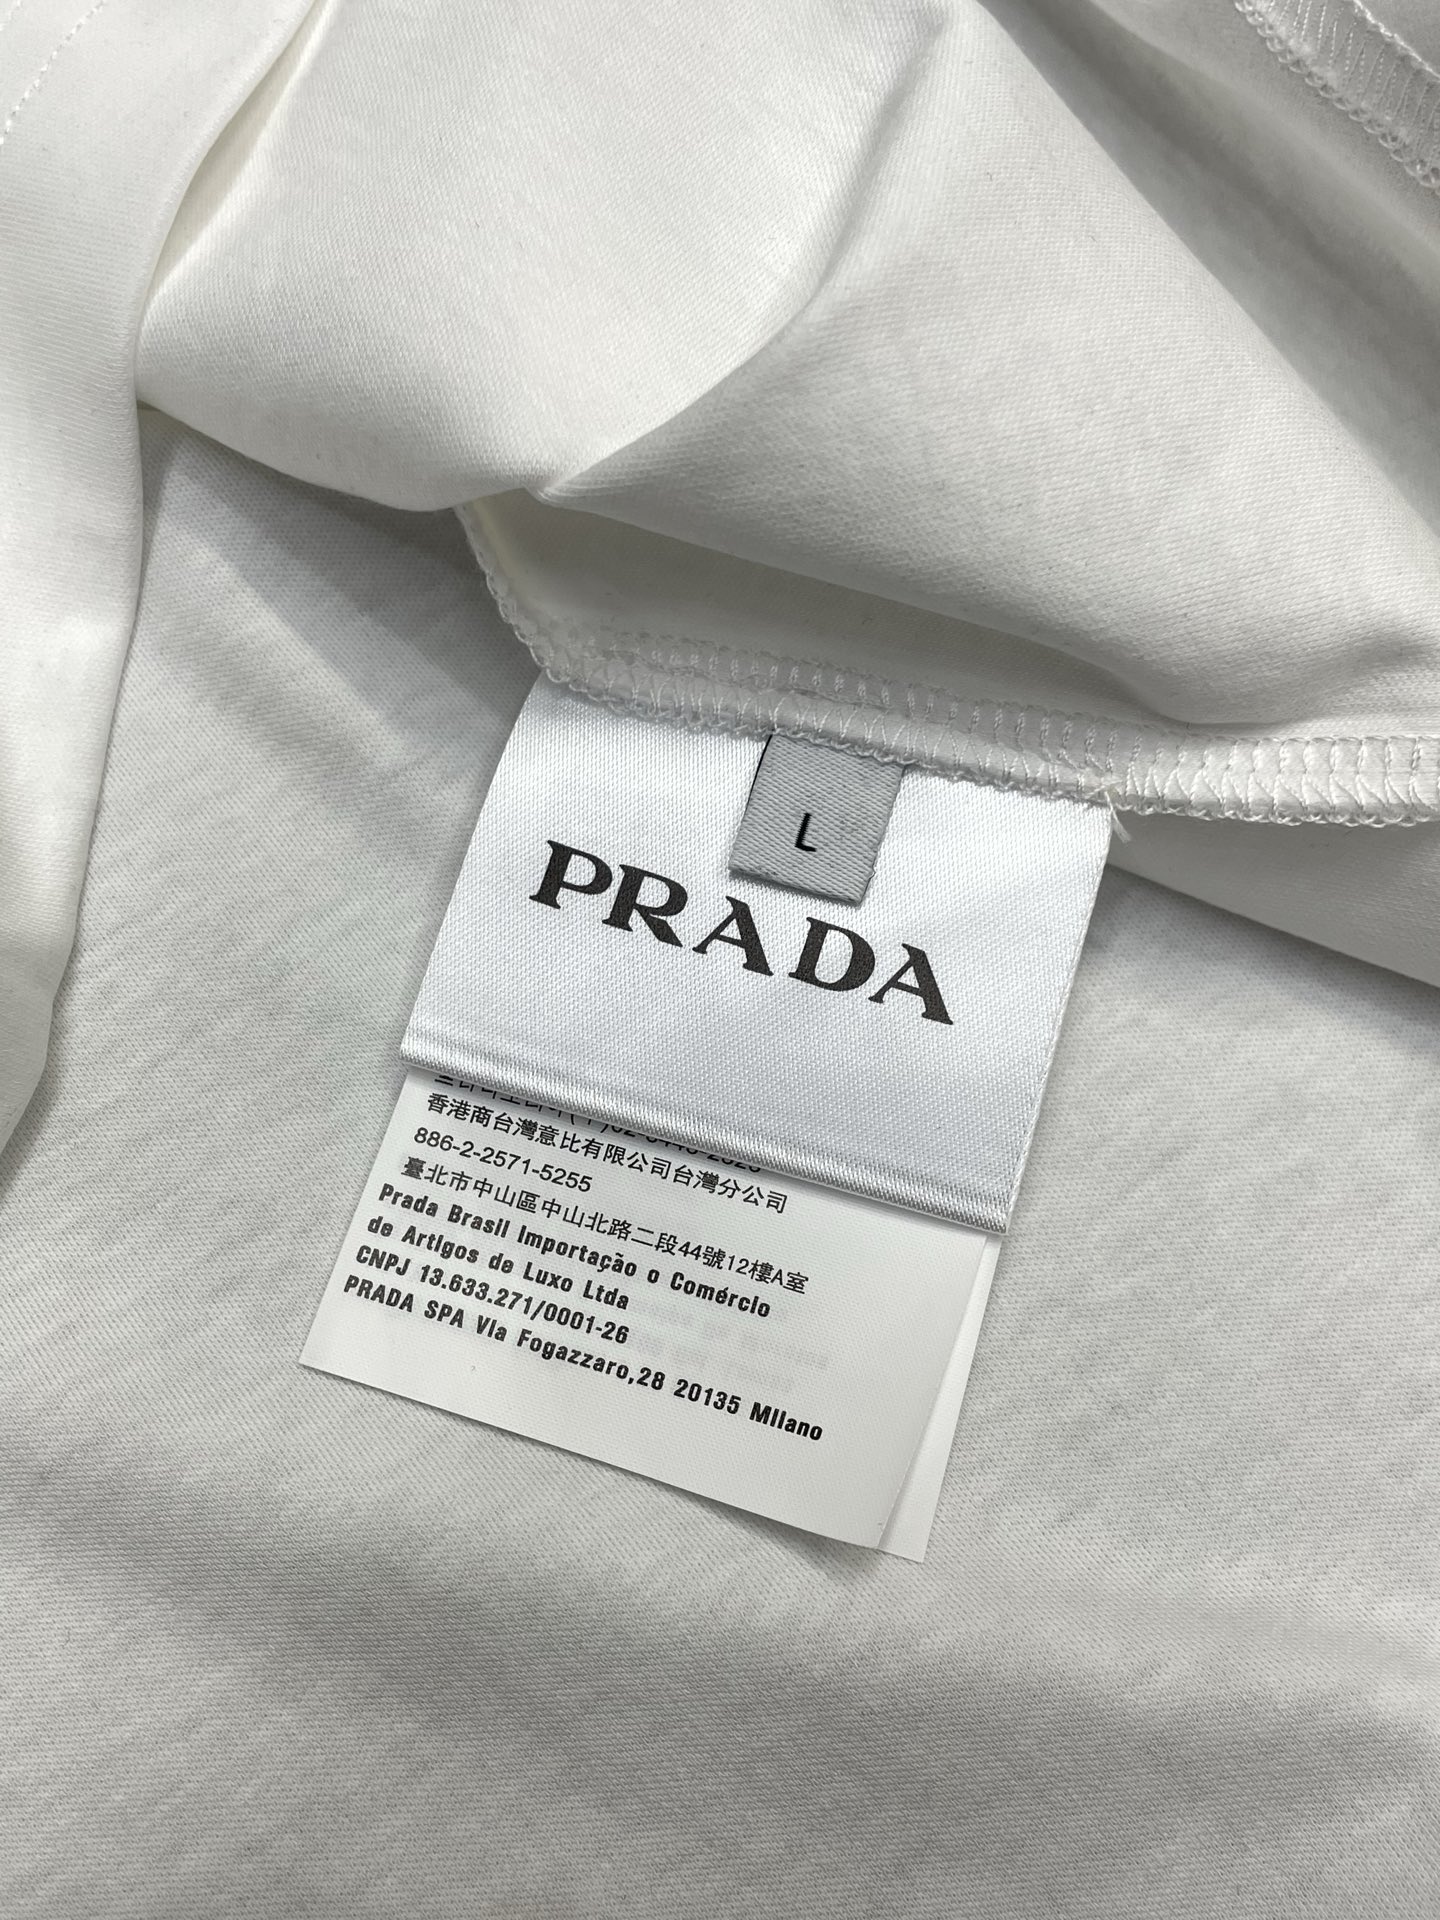 L
PRADA
香港商台灣意比有限公司台灣分公司
886-2-2571-5255
臺北市中山區中山北路二段44號12樓A室
Prada Brasil Importação o Comércio
de Artlgos de Luxo Ltda
CNPJ 13.633.271/0001-26
PRADA SPA Vla Fogazzaro,28 20135 Mllano